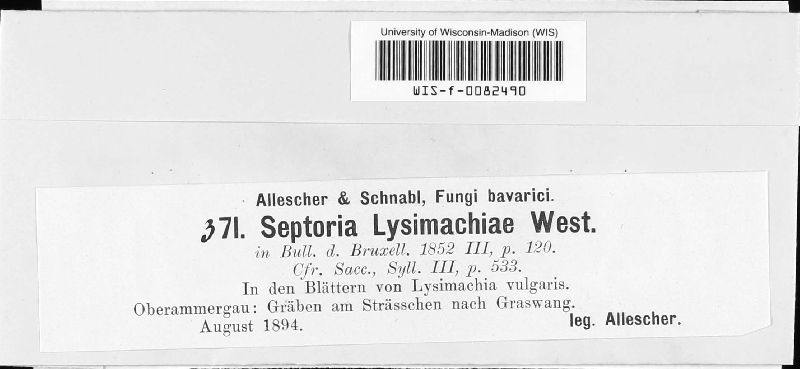 University of Wisconsin-Madison (WIS)
WIS-f-0082490
Allescher & Schnabl, Fungi bavarici.
371. Septoria Lysimachiae West.
in Bull. d. Bruxell. 1852 III, p. 120.
Cfr. Sacc., Syll. III, p. 533.
In den Blättern von Lysimachia vulgaris.
Oberammergau: Gräben am Strässchen nach Graswang.
August 1894. leg. Allescher.